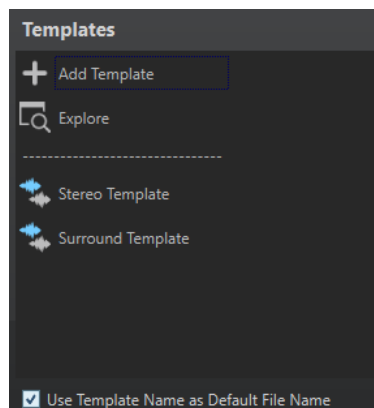 Templates
Add Template
Explore
--------------------------------
Stereo Template
Surround Template
Use Template Name as Default File Name